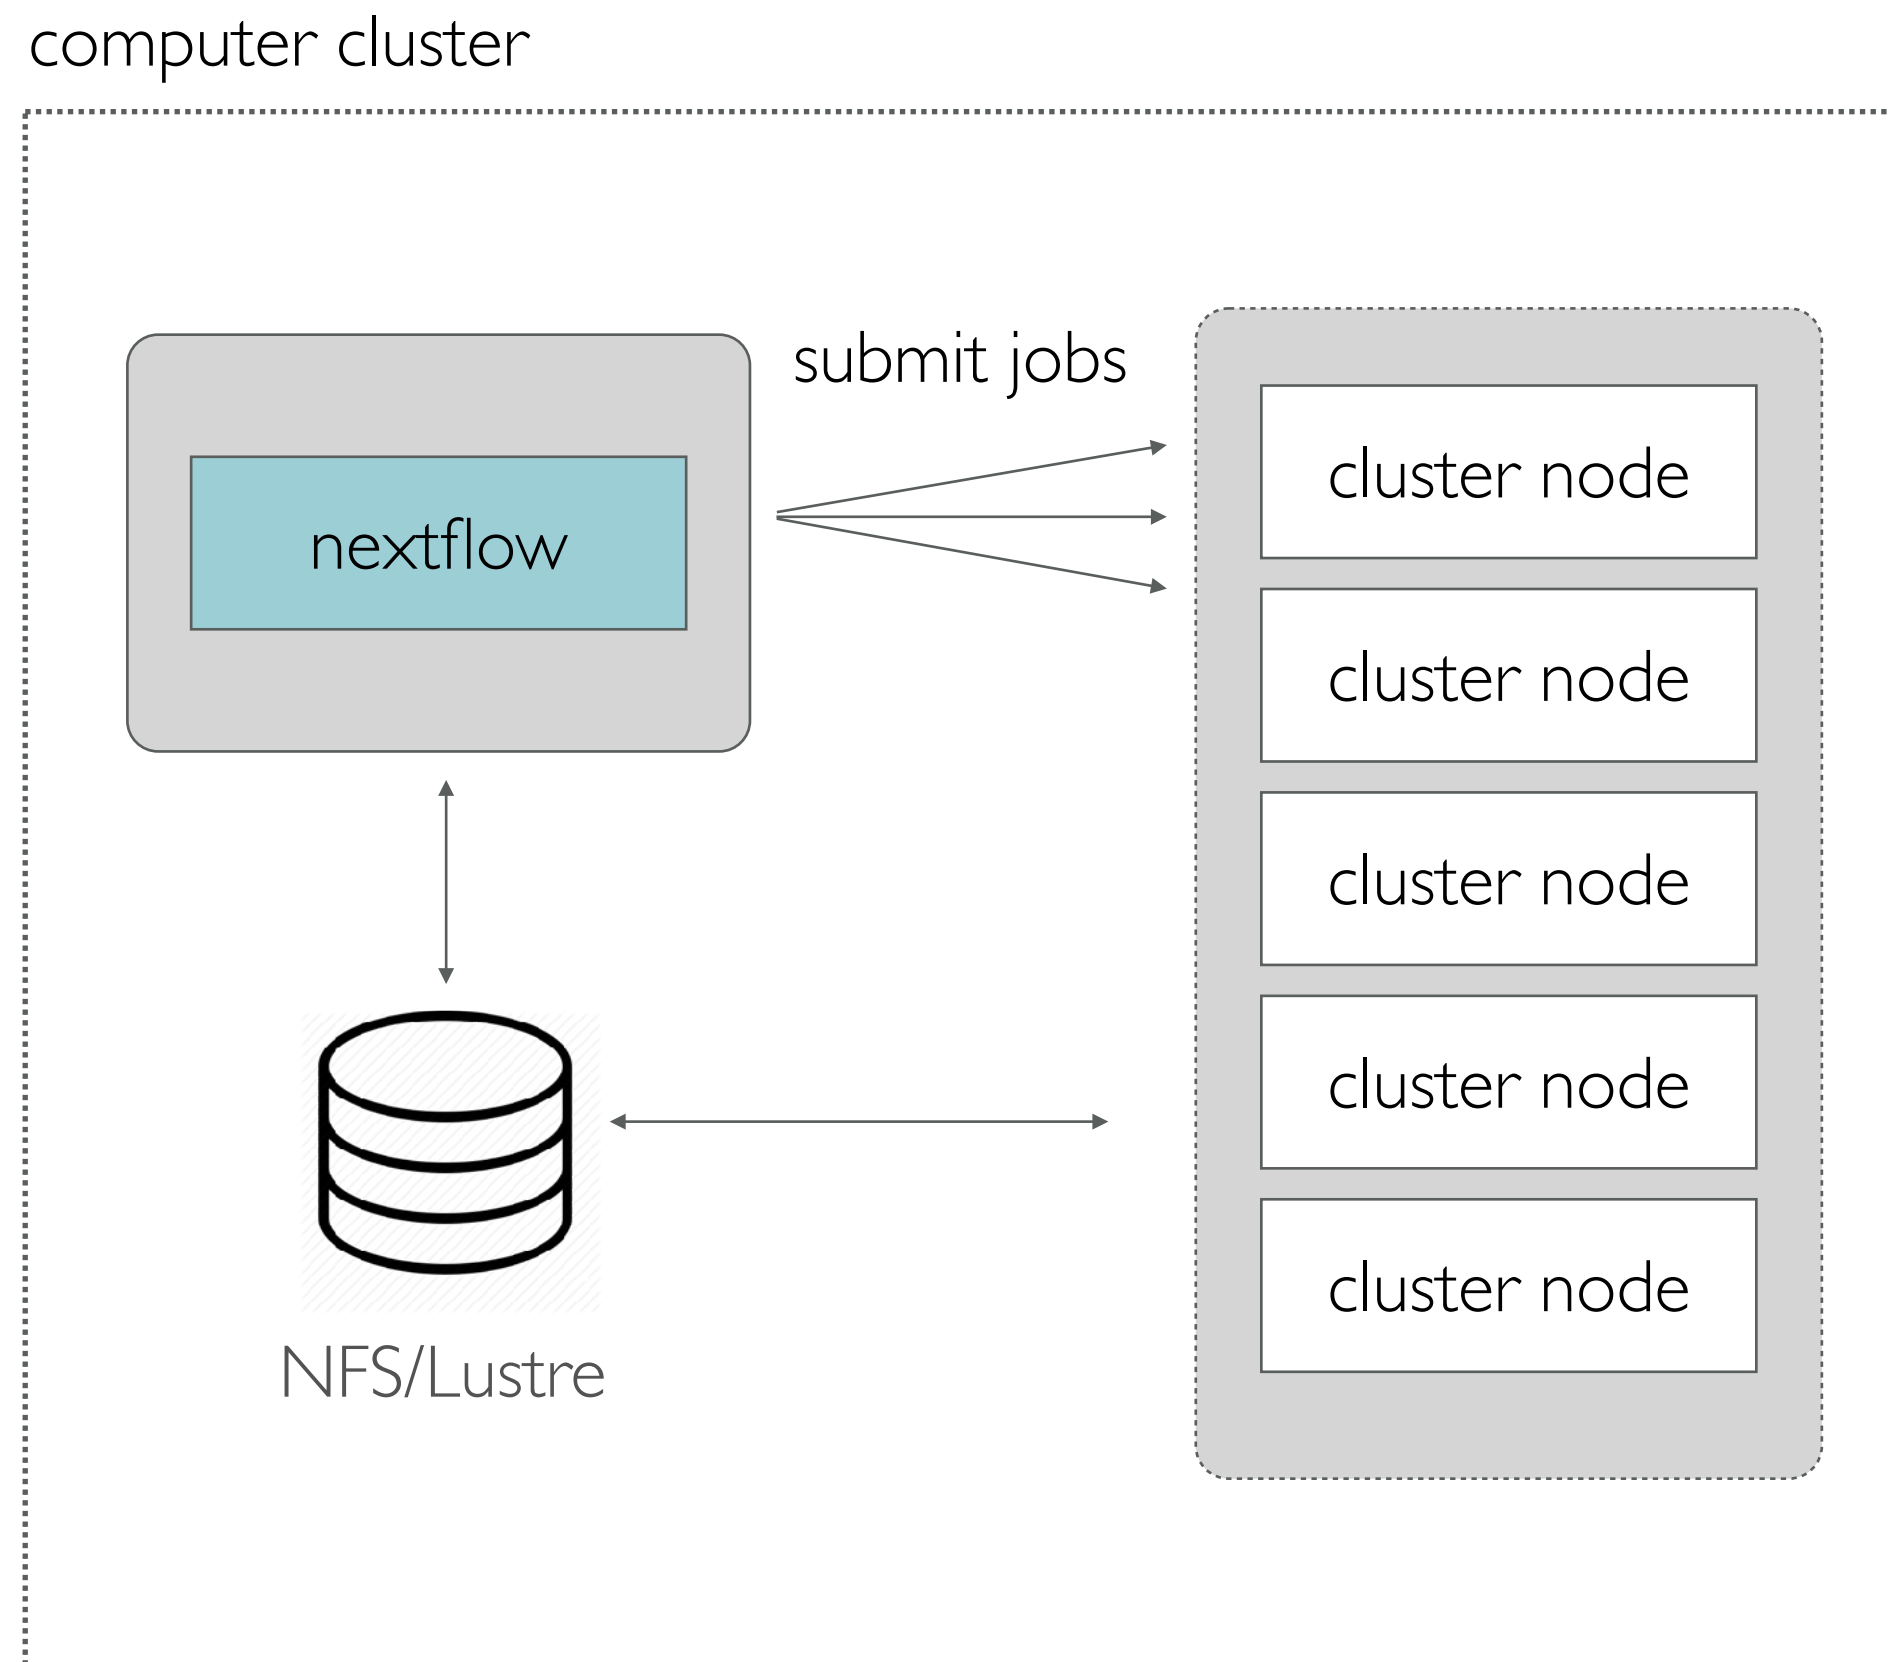 computer cluster
submit jobs
nextflow
cluster node
cluster node
cluster node
cluster node
cluster node
NFS/Lustre